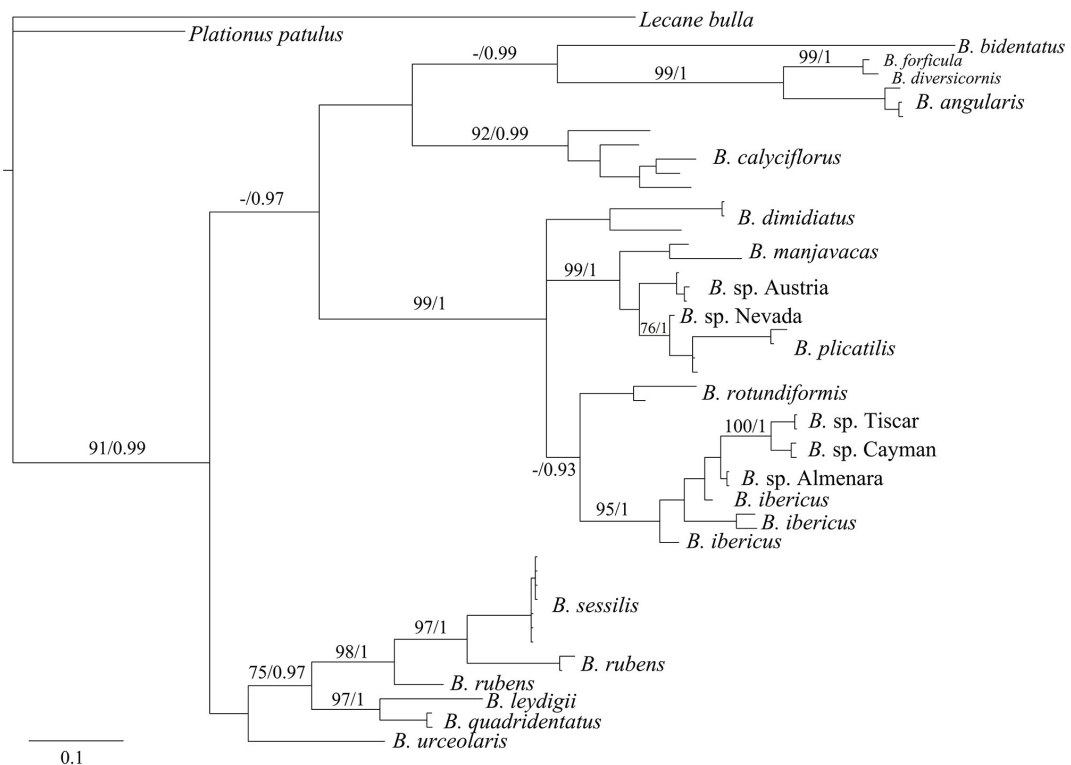 Lecane bulla
Plationus patulus
B. bidentatus
-/0.99
99/1
B. forficula
99/1
B. diversicornis
B. angularis
92/0.99
B. calyciflorus
-/0.97
B. dimidiatus
B. manjavacas
99/1
B. sp. Austria
99/1
B. sp. Nevada
76/1
B. plicatilis
B. rotundiformis
B. sp. Tiscar
100/1
B. sp. Cayman
91/0.99
-/0.93
B. sp. Almenara
B. ibericus
95/1
B. ibericus
B. ibericus
B. sessilis
97/1
98/1
B. rubens
75/0.97
B. rubens
97/1
B. leydigii
B. quadridentatus
B. urceolaris
0.1